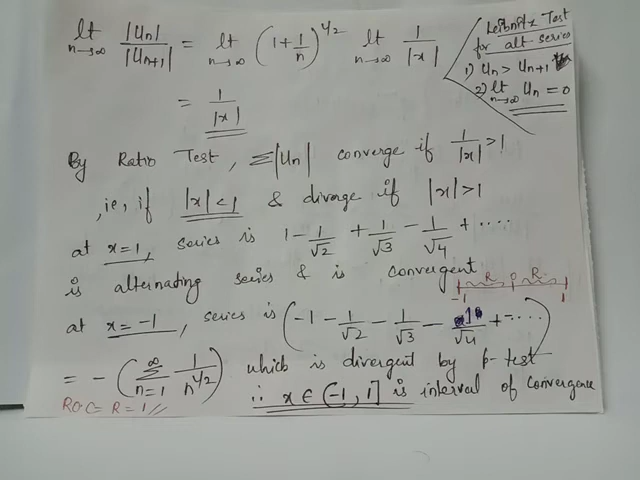 lt n→∞ |Un|/|Un+1| = lt n→∞ (1+1/n)^1/2 lt n→∞ 1/|x|
= 1/|x|
Leibnitz Test
for alt-series
1) Un > Un+1
2) lt n→∞ Un = 0
By Ratio Test, Σ|Un| converge if 1/|x| >1
,ie, if |x|<1 & diverge if |x|>1
at x=1, series is 1 - 1/√2 + 1/√3 - 1/√4 + ....
is alternating series & is convergent
R 0 R
-1 1
at x=-1, series is (-1 - 1/√2 - 1/√3 - 1/√4 + -....)
= -(∞Σn=1 1/n^1/2) which is divergent by p-test
∴ x ∈ (-1, 1] is interval of convergence
R.O.C = R = 1//